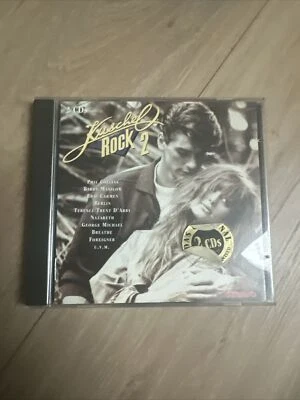 2 CDs
Kuschel
Rock 2
Phil Collins
Barry Manilow
Eric Carmen
Berlin
Terence Trent D'Arby
Nazareth
George Michael
Breathe
Foreigner
u.v.m.
DAS
2 CDs